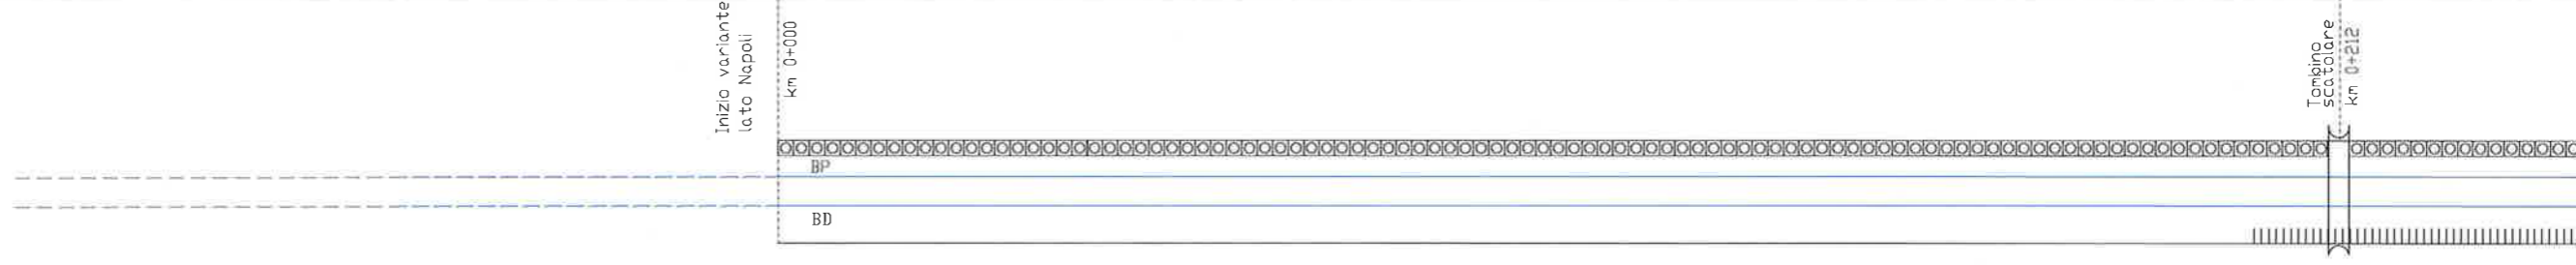 Inizio variante
lato Napoli
km 0+000
Tombino
scatolare
km 0+212
BP
BD